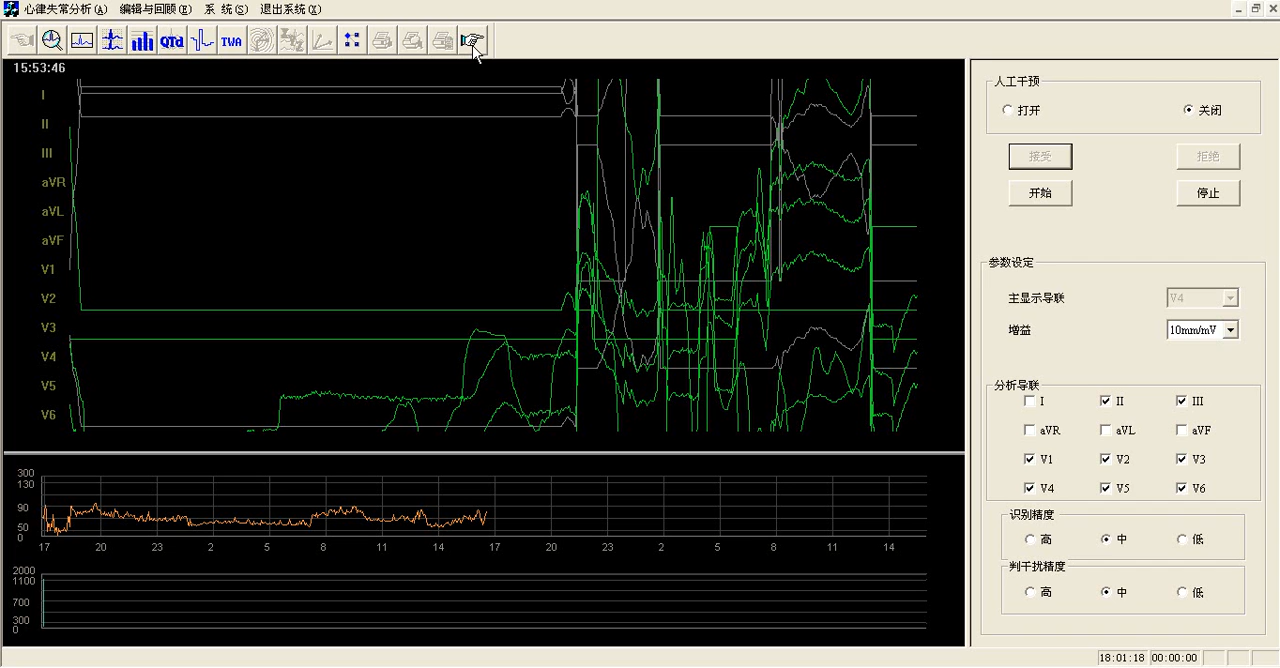 心律失常分析(A) 编辑与回顾(E) 系 统(S) 退出系统(X)
QTd TWA
15:53:46
I
II
III
aVR
aVL
aVF
V1
V2
V3
V4
V5
V6
人工干预
打开 关闭
接受 拒绝
开始 停止
参数设定
主显示导联 V4
增益 10mm/mV
分析导联
I II III
aVR aVL aVF
V1 V2 V3
V4 V5 V6
识别精度
高 中 低
判干扰精度
高 中 低
300
130
90
50
0
17 20 23 2 5 8 11 14 17 20 23 2 5 8 11 14
2000
1100
700
300
0
18:01:18 00:00:00